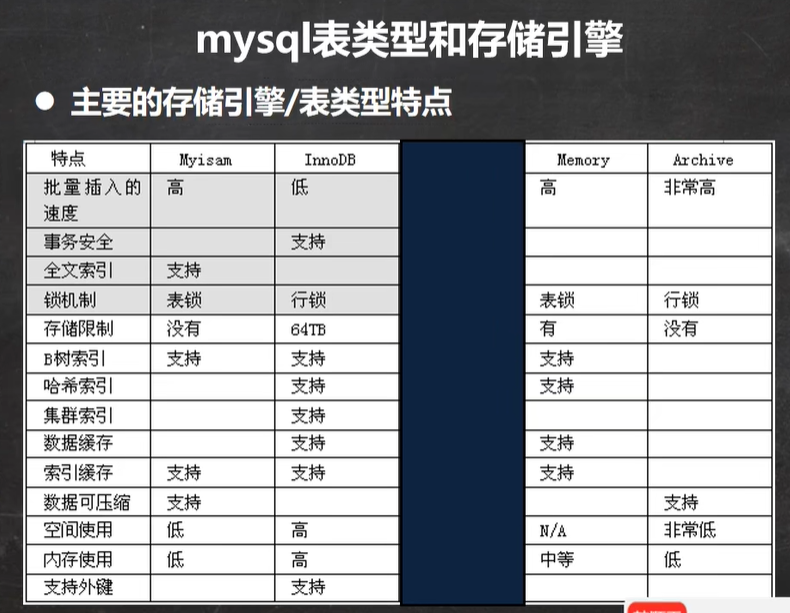 mysql表类型和存储引擎
● 主要的存储引擎/表类型特点
特点 Myisam InnoDB Memory Archive
批量插入的 高 低 高 非常高
速度
事务安全 支持
全文索引 支持
锁机制 表锁 行锁 表锁 行锁
存储限制 没有 64TB 有 没有
B树索引 支持 支持 支持
哈希索引 支持 支持
集群索引 支持
数据缓存 支持 支持
索引缓存 支持 支持 支持
数据可压缩 支持 支持
空间使用 低 高 N/A 非常低
内存使用 低 高 中等 低
支持外键 支持